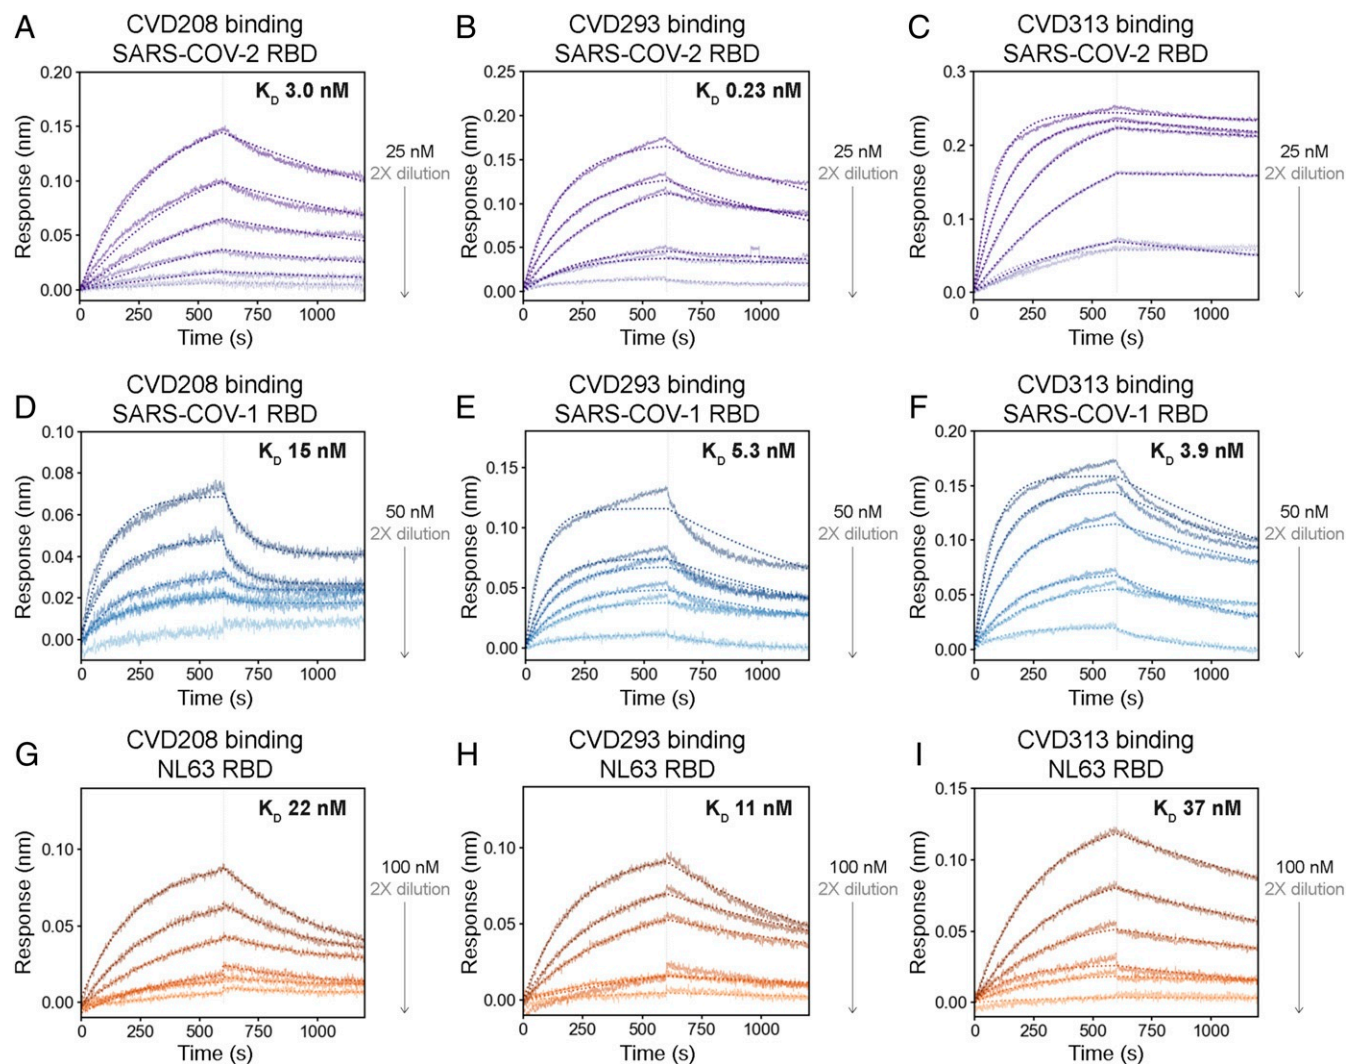 A
CVD208 binding
SARS-COV-2 RBD
K_D 3.0 nM
Response (nm)
0.20
0.15
0.10
0.05
0.00
0 250 500 750 1000
Time (s)
25 nM
2X dilution
B
CVD293 binding
SARS-COV-2 RBD
K_D 0.23 nM
Response (nm)
0.25
0.20
0.15
0.10
0.05
0.00
0 250 500 750 1000
Time (s)
25 nM
2X dilution
C
CVD313 binding
SARS-COV-2 RBD
Response (nm)
0.3
0.2
0.1
0.0
0 250 500 750 1000
Time (s)
25 nM
2X dilution
D
CVD208 binding
SARS-COV-1 RBD
K_D 15 nM
Response (nm)
0.10
0.08
0.06
0.04
0.02
0.00
0 250 500 750 1000
Time (s)
50 nM
2X dilution
E
CVD293 binding
SARS-COV-1 RBD
K_D 5.3 nM
Response (nm)
0.15
0.10
0.05
0.00
0 250 500 750 1000
Time (s)
50 nM
2X dilution
F
CVD313 binding
SARS-COV-1 RBD
K_D 3.9 nM
Response (nm)
0.20
0.15
0.10
0.05
0.00
0 250 500 750 1000
Time (s)
50 nM
2X dilution
G
CVD208 binding
NL63 RBD
K_D 22 nM
Response (nm)
0.10
0.05
0.00
0 250 500 750 1000
Time (s)
100 nM
2X dilution
H
CVD293 binding
NL63 RBD
K_D 11 nM
Response (nm)
0.10
0.05
0.00
0 250 500 750 1000
Time (s)
100 nM
2X dilution
I
CVD313 binding
NL63 RBD
K_D 37 nM
Response (nm)
0.15
0.10
0.05
0.00
0 250 500 750 1000
Time (s)
100 nM
2X dilution